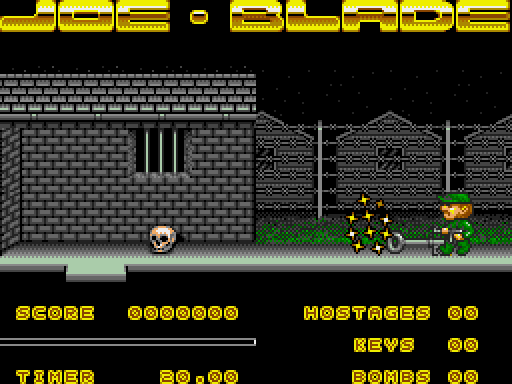 JOE - BLADE
SCORE 0000000 HOSTAGES 00
KEYS 00
TIMER 20.00 BOMBS 00